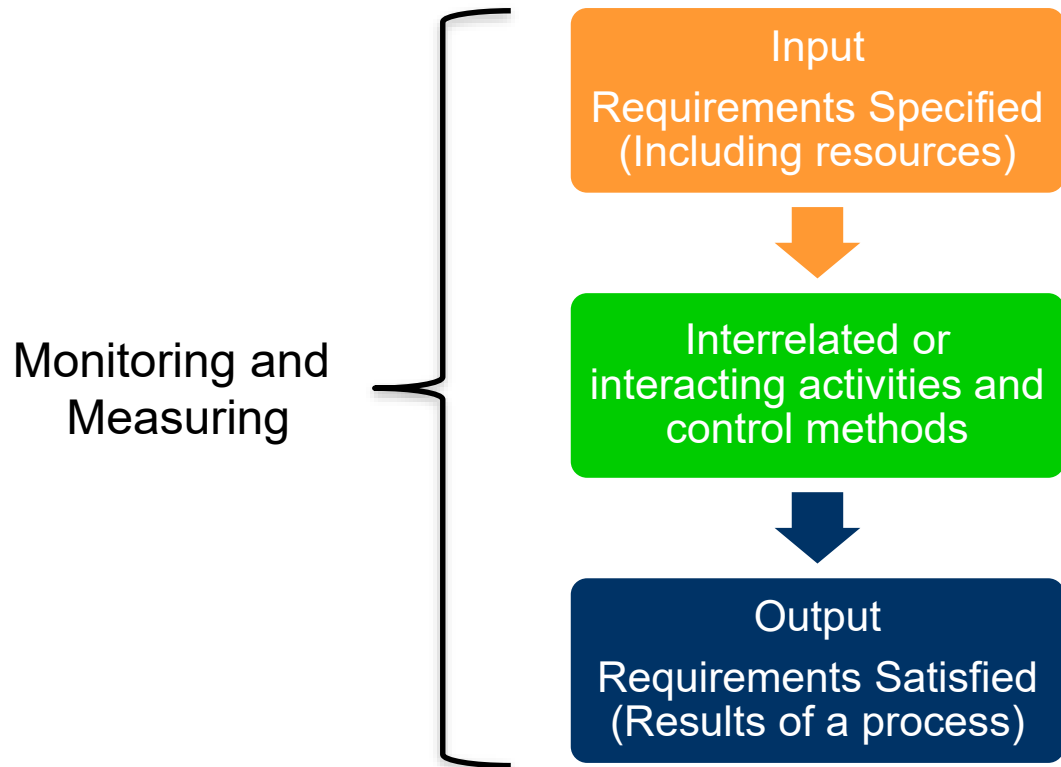 Monitoring and
Measuring
Input
Requirements Specified
(Including resources)
Interrelated or
interacting activities and
control methods
Output
Requirements Satisfied
(Results of a process)